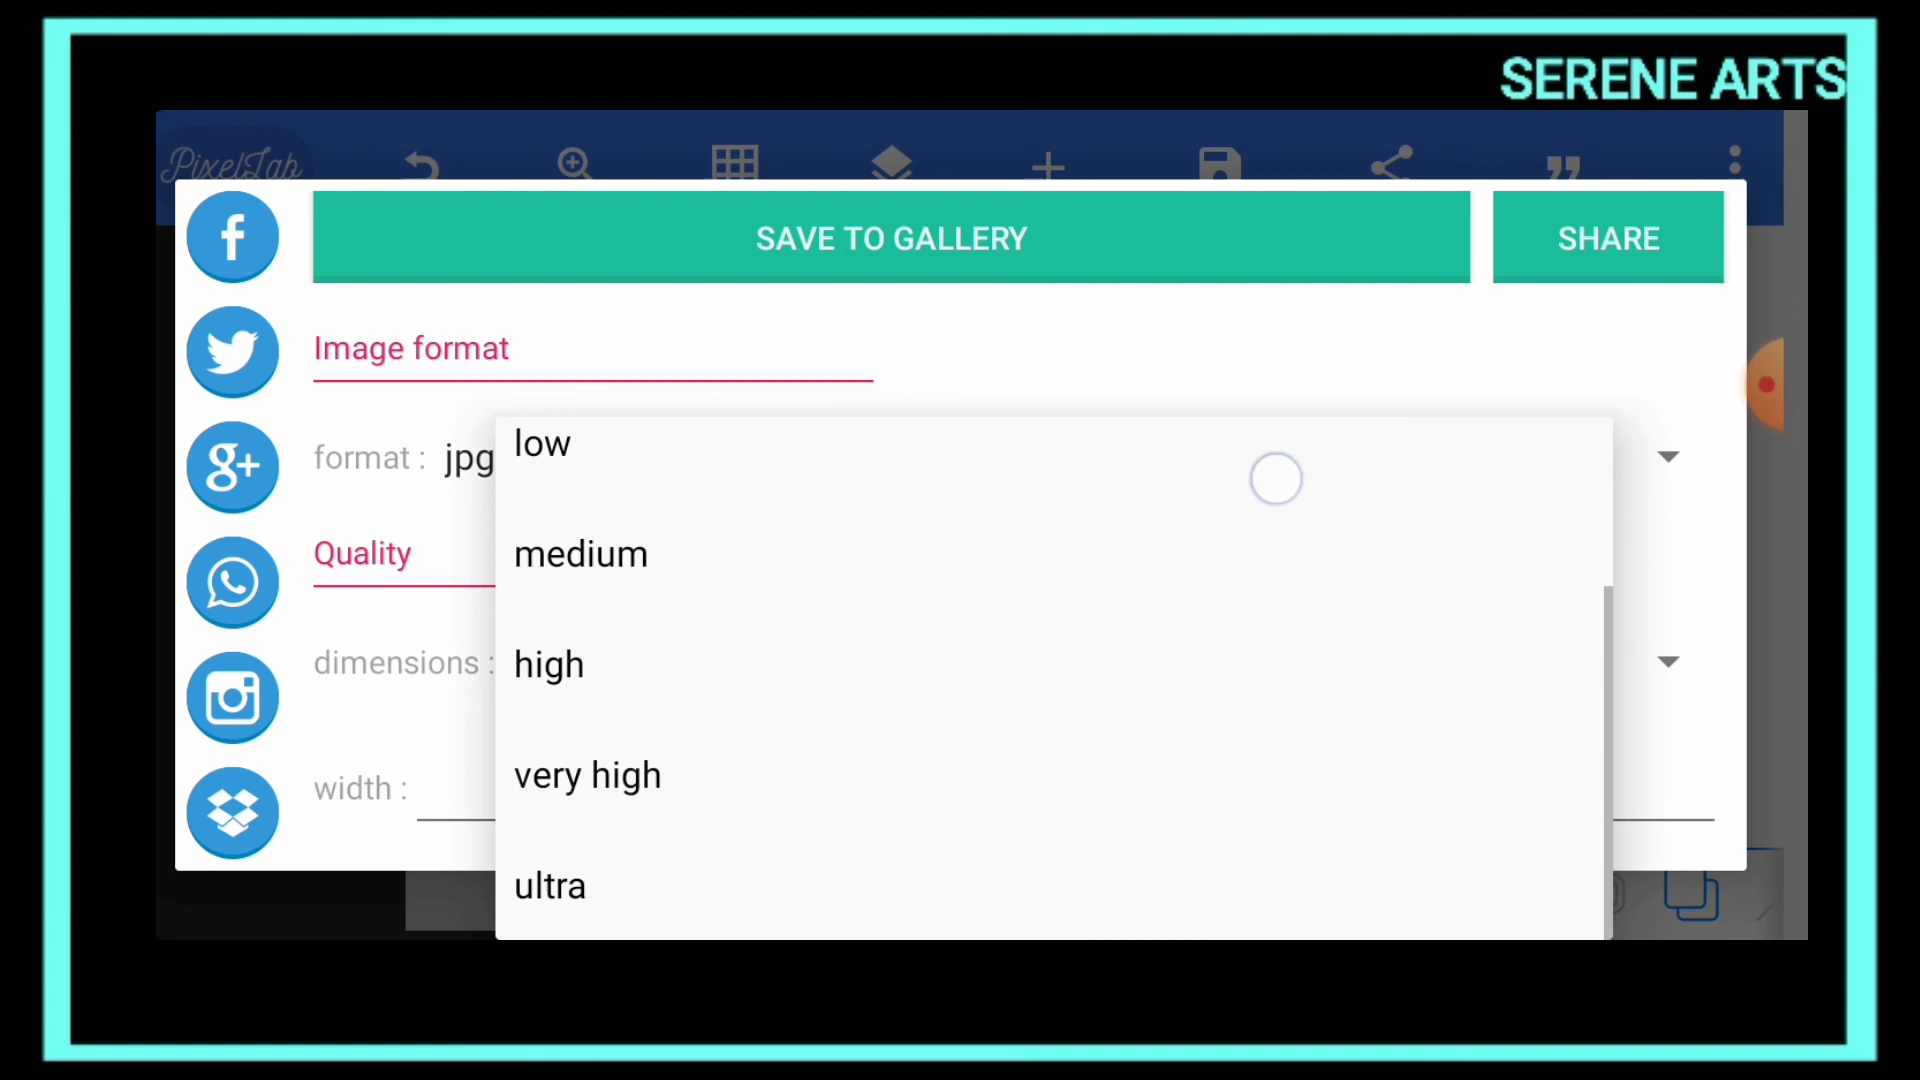 SERENE ARTS
PixelLab
SAVE TO GALLERY
SHARE
Image format
format : jpg
low
medium
Quality
high
dimensions :
very high
width :
ultra